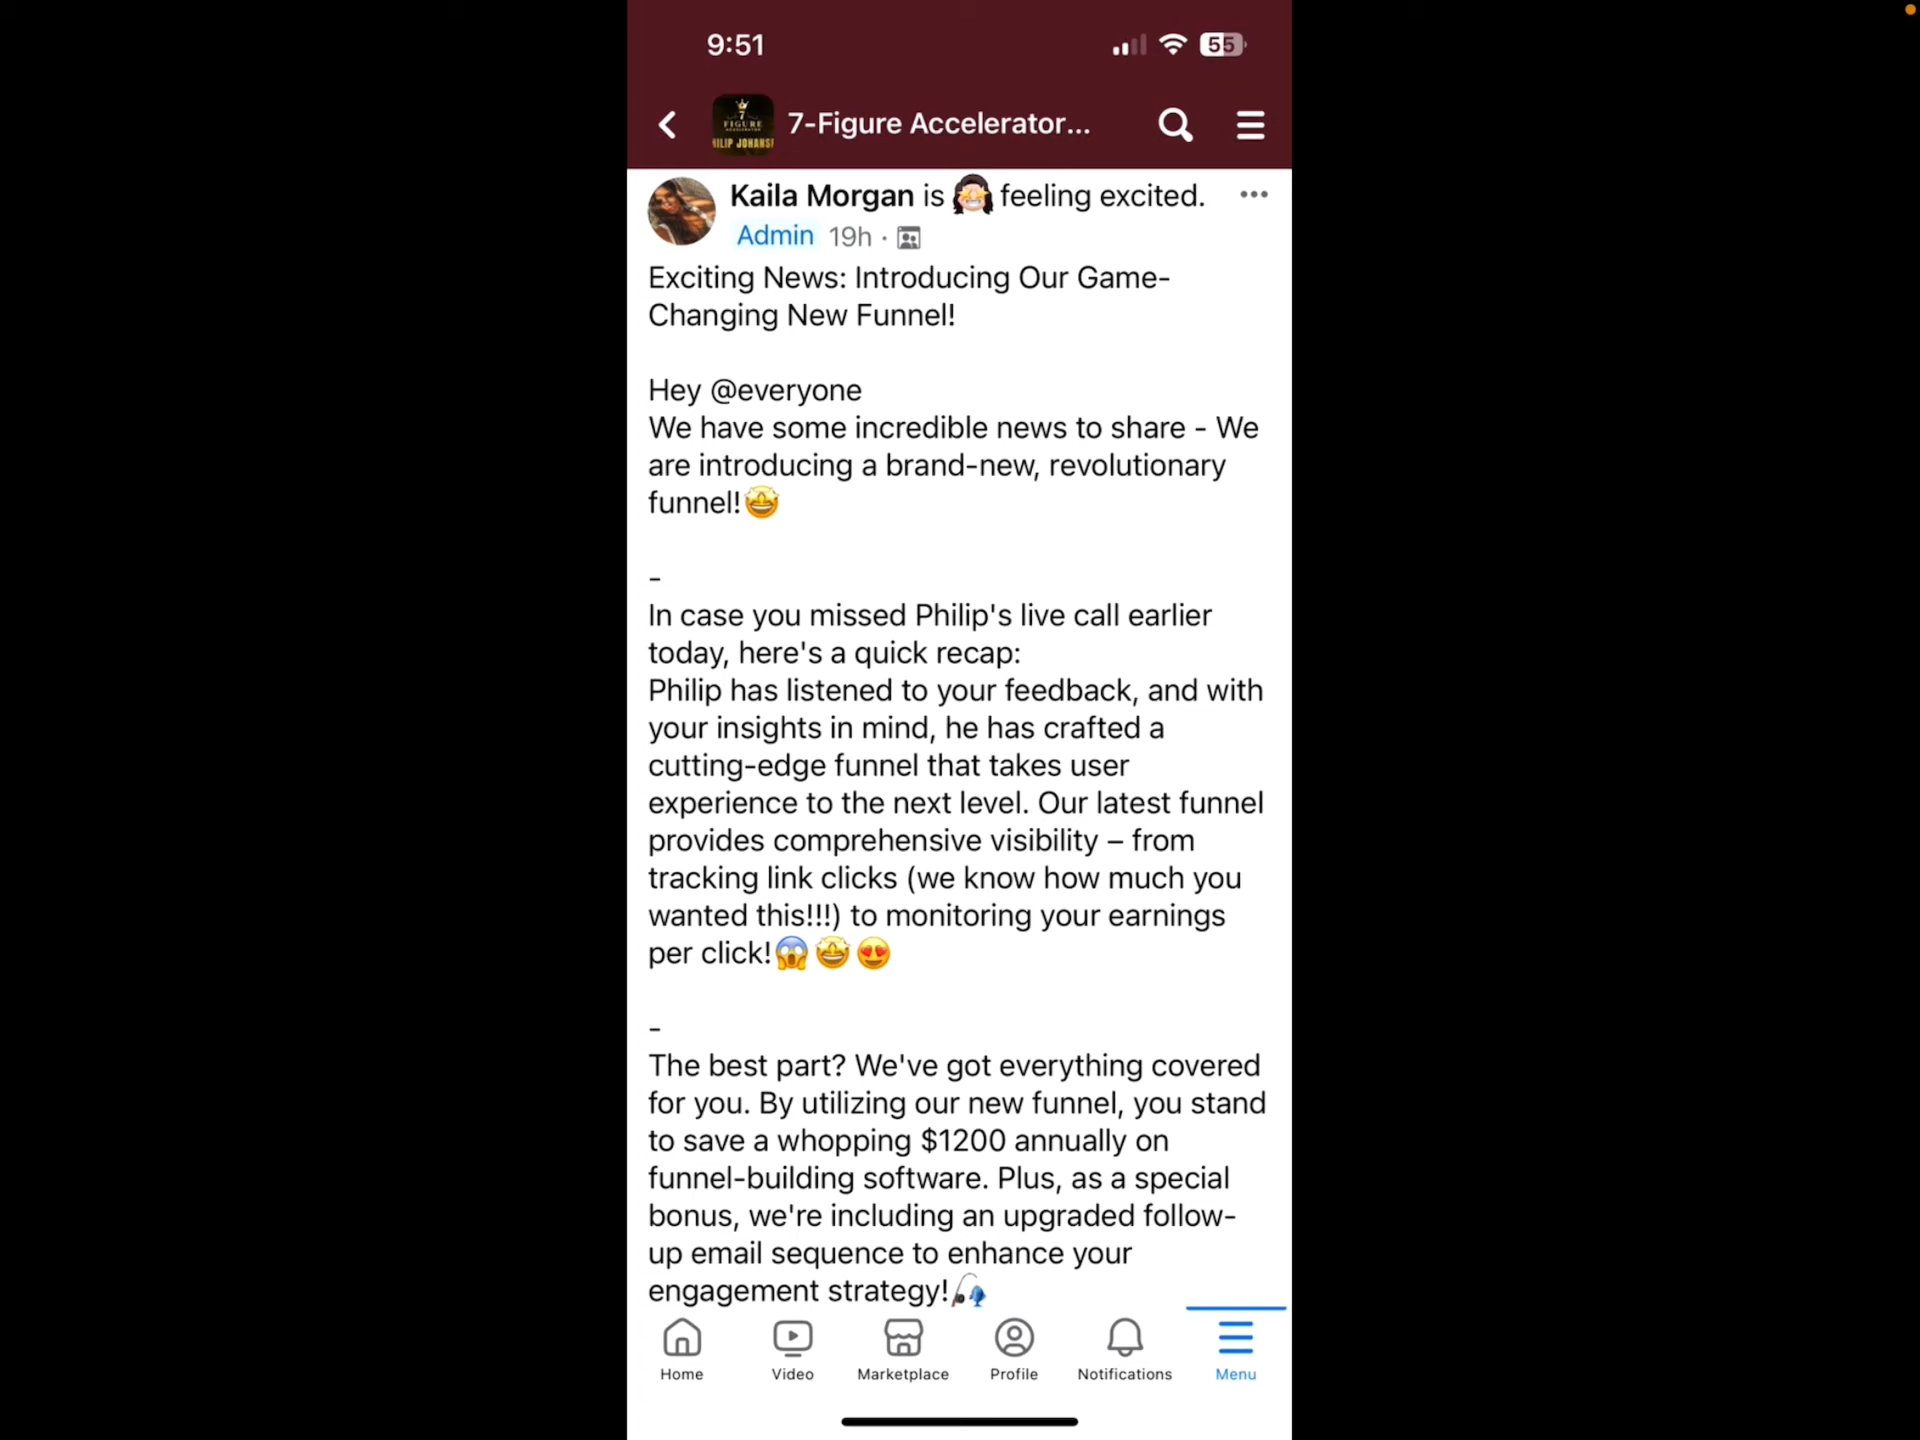 9:51
55
7
FIGURE
ACCELERATOR
7-Figure Accelerator...
Kaila Morgan is feeling excited.
Admin 19h ·
Exciting News: Introducing Our Game-
Changing New Funnel!
Hey @everyone
We have some incredible news to share - We
are introducing a brand-new, revolutionary
funnel!🤩
-
In case you missed Philip's live call earlier
today, here's a quick recap:
Philip has listened to your feedback, and with
your insights in mind, he has crafted a
cutting-edge funnel that takes user
experience to the next level. Our latest funnel
provides comprehensive visibility – from
tracking link clicks (we know how much you
wanted this!!!) to monitoring your earnings
per click!😱🤩😍
-
The best part? We've got everything covered
for you. By utilizing our new funnel, you stand
to save a whopping $1200 annually on
funnel-building software. Plus, as a special
bonus, we're including an upgraded follow-
up email sequence to enhance your
engagement strategy!🎣
Home Video Marketplace Profile Notifications Menu